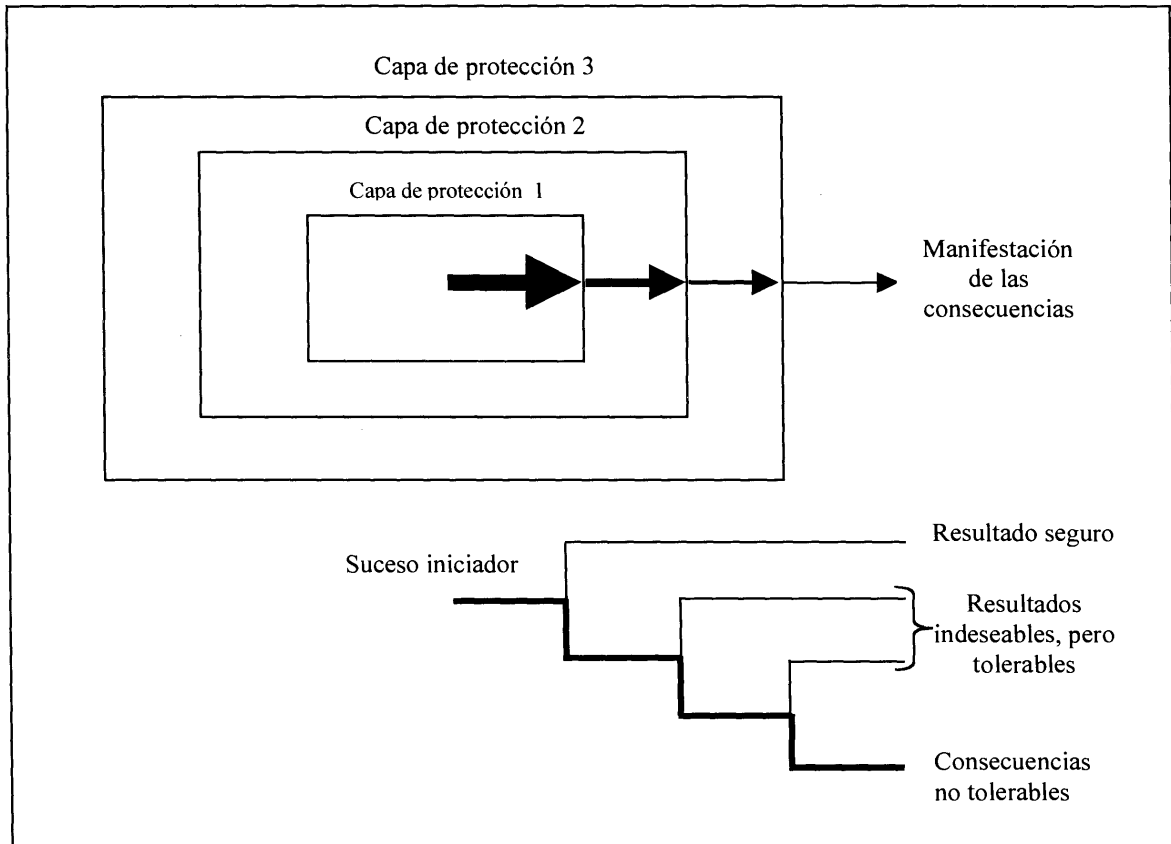 Capa de protección 3
Capa de protección 2
Capa de protección 1
Manifestación
de las
consecuencias
Suceso iniciador
Resultado seguro
Resultados
indeseables, pero
tolerables
Consecuencias
no tolerables